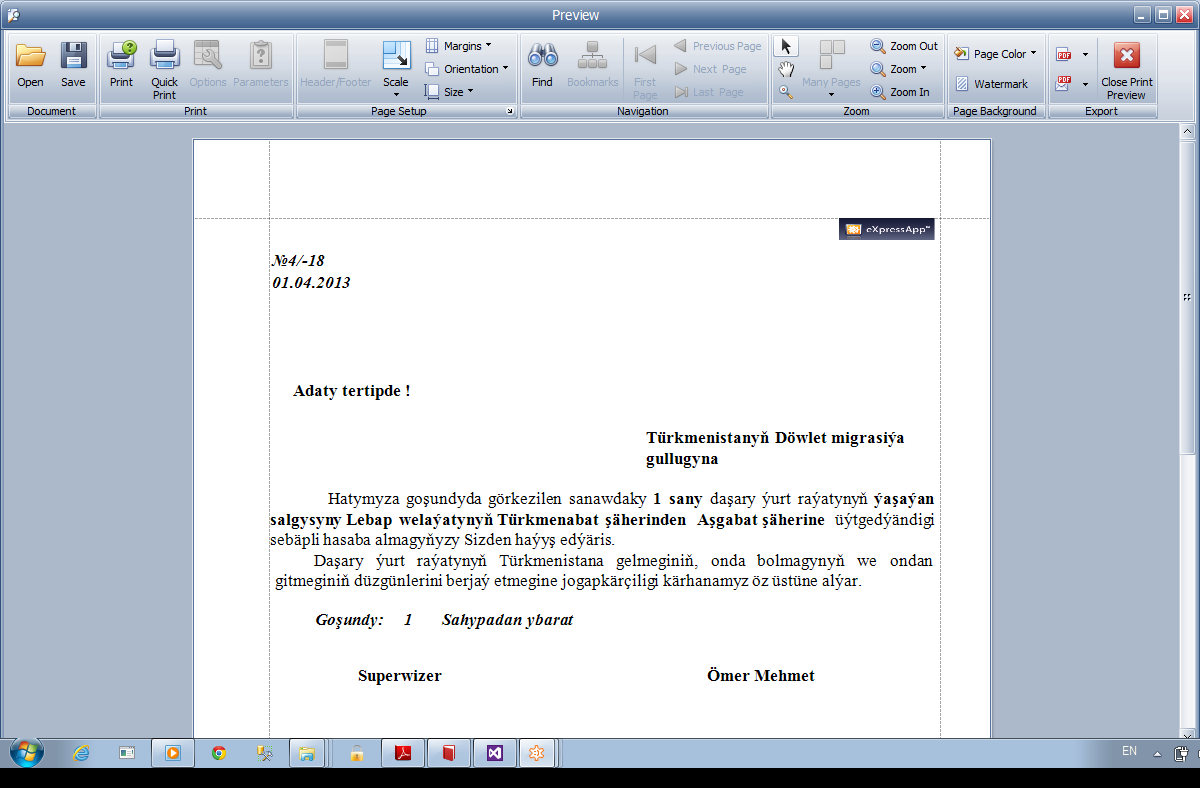 Preview
Open
Save
Document
Print
Quick
Print
Options
Parameters
Print
Header/Footer
Scale
Margins
Orientation
Size
Page Setup
Find
Bookmarks
First
Page
Previous Page
Next Page
Last Page
Navigation
Many Pages
Zoom Out
Zoom
Zoom In
Zoom
Page Color
Watermark
Page Background
PDF
PDF
Export
Close Print
Preview
eXpressApp™
№4/-18
01.04.2013
Adaty tertipde !
Türkmenistanyň Döwlet migrasiýa
gullugyna
Hatymyza goşundyda görkezilen sanawdaky 1 sany daşary ýurt raýatynyň ýaşaýan
salgysyny Lebap welaýatynyň Türkmenabat şäherinden Aşgabat şäherine üýtgedýändigi
sebäpli hasaba almagyňyzy Sizden haýyş edýäris.
Daşary ýurt raýatynyň Türkmenistana gelmeginiň, onda bolmagynyň we ondan
gitmeginiň düzgünlerini berjaý etmegine jogapkärçiligi kärhanamyz öz üstüne alýar.
Goşundy: 1 Sahypadan ybarat
Superwizer Ömer Mehmet
EN